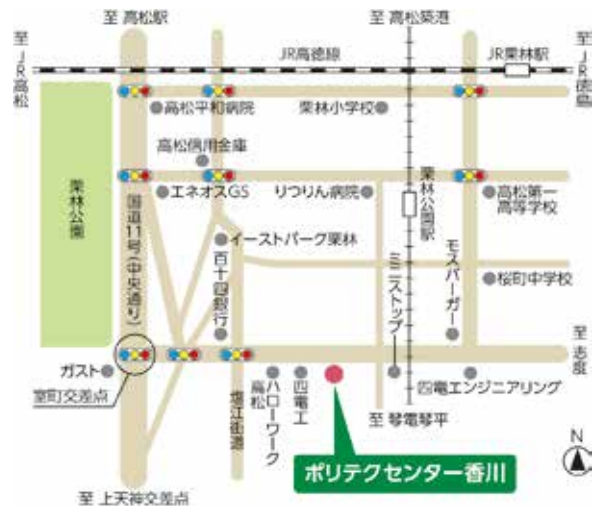 至 高松駅
至 高松築港
至 JR高松
JR高徳線
JR栗林駅
至 JR徳島
高松平和病院
栗林小学校
高松信用金庫
栗林公園
エネオスGS
りつりん病院
栗林公園駅
高松第一
高等学校
国道11号(中央通り)
イーストパーク栗林
百十四銀行
ミニストップ
モスバーガー
桜町中学校
至 志度
ガスト
室町交差点
塩江街道
ハローワーク
高松
四電工
四電エンジニアリング
至 琴電琴平
ポリテクセンター香川
至 上天神交差点
N